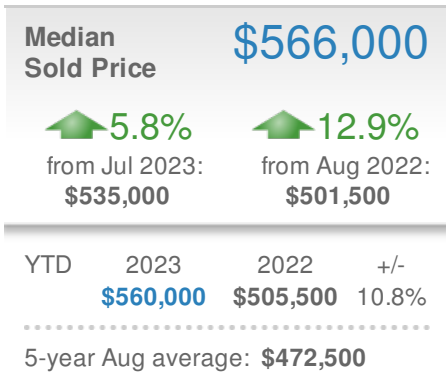 Median
Sold Price
$566,000
5.8%
from Jul 2023:
$535,000
12.9%
from Aug 2022:
$501,500
YTD 2023 2022 +/-
$560,000 $505,500 10.8%
5-year Aug average: $472,500